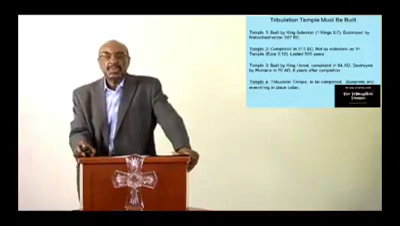 Tribulation Temple Must Be Built
Temple 1: Built by King Solomon (1 Kings 6:7). Destroyed by
Nebuchadnezzar 587 BC.
Temple 2: Completed in 515 BC. Not as elaborate as 1st
Temple (Ezra 3:12). Lasted 500 years
Temple 3: Built by King Herod, completed in 64 AD. Destroyed
by Romans in 70 AD, 6 years after completion.
Temple 4: Tribulation Temple, to be completed.
everything in place today.
The Tribulation
Temple